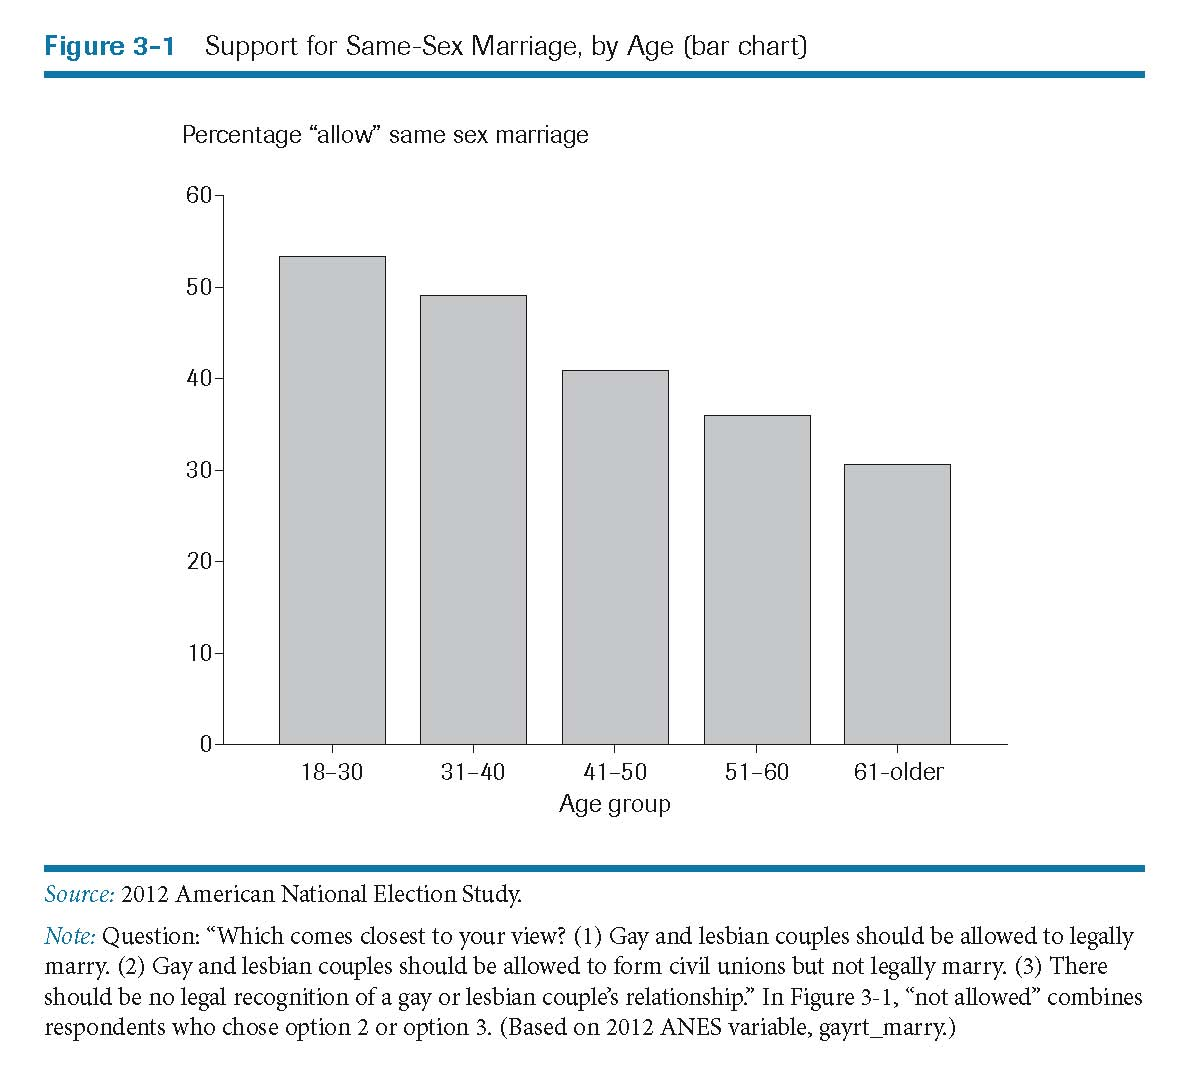 Figure 3–1 Support for Same-Sex Marriage, by Age (bar chart)
Percentage “allow” same sex marriage
60
50
40
30
20
10
0
18–30 31–40 41–50 51–60 61-older
Age group
Source: 2012 American National Election Study.
Note: Question: “Which comes closest to your view? (1) Gay and lesbian couples should be allowed to legally
marry. (2) Gay and lesbian couples should be allowed to form civil unions but not legally marry. (3) There
should be no legal recognition of a gay or lesbian couple’s relationship.” In Figure 3-1, “not allowed” combines
respondents who chose option 2 or option 3. (Based on 2012 ANES variable, gayrt_marry.)